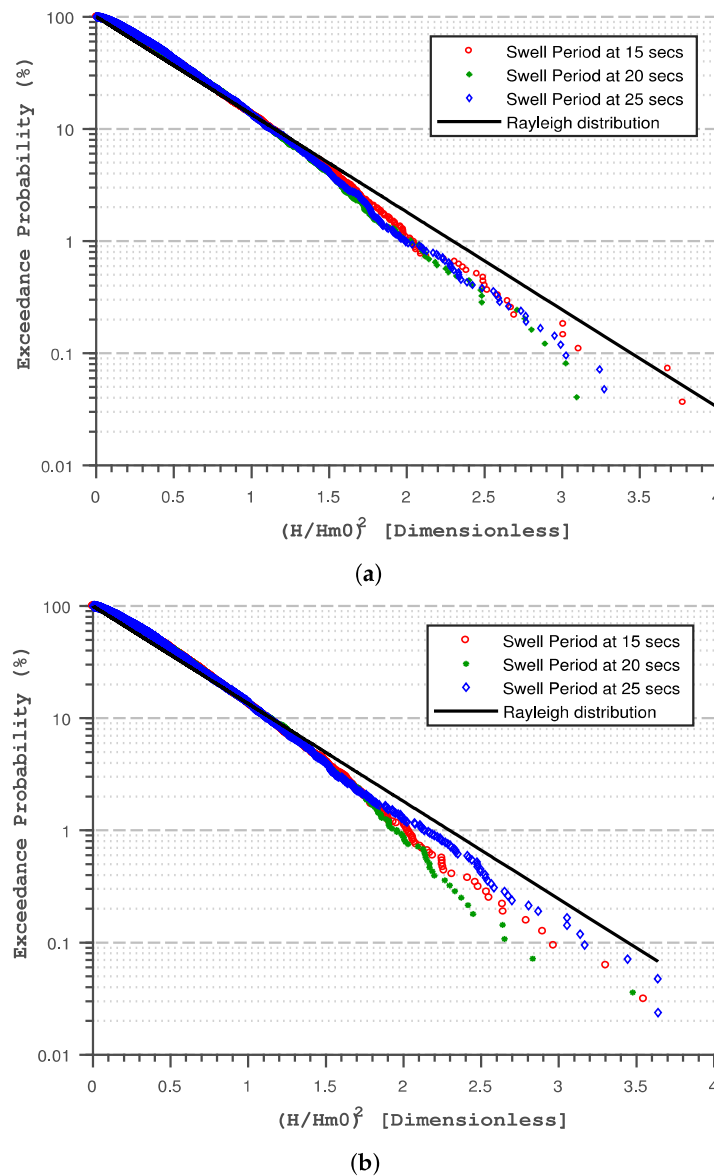 Exceedance Probability (%)
100
10
1
0.1
0.01
Swell Period at 15 secs
Swell Period at 20 secs
Swell Period at 25 secs
Rayleigh distribution
0 0.5 1 1.5 2 2.5 3 3.5 4
(H/Hm0)² [Dimensionless]
(a)
Exceedance Probability (%)
100
10
1
0.1
0.01
Swell Period at 15 secs
Swell Period at 20 secs
Swell Period at 25 secs
Rayleigh distribution
0 0.5 1 1.5 2 2.5 3 3.5 4
(H/Hm0)² [Dimensionless]
(b)